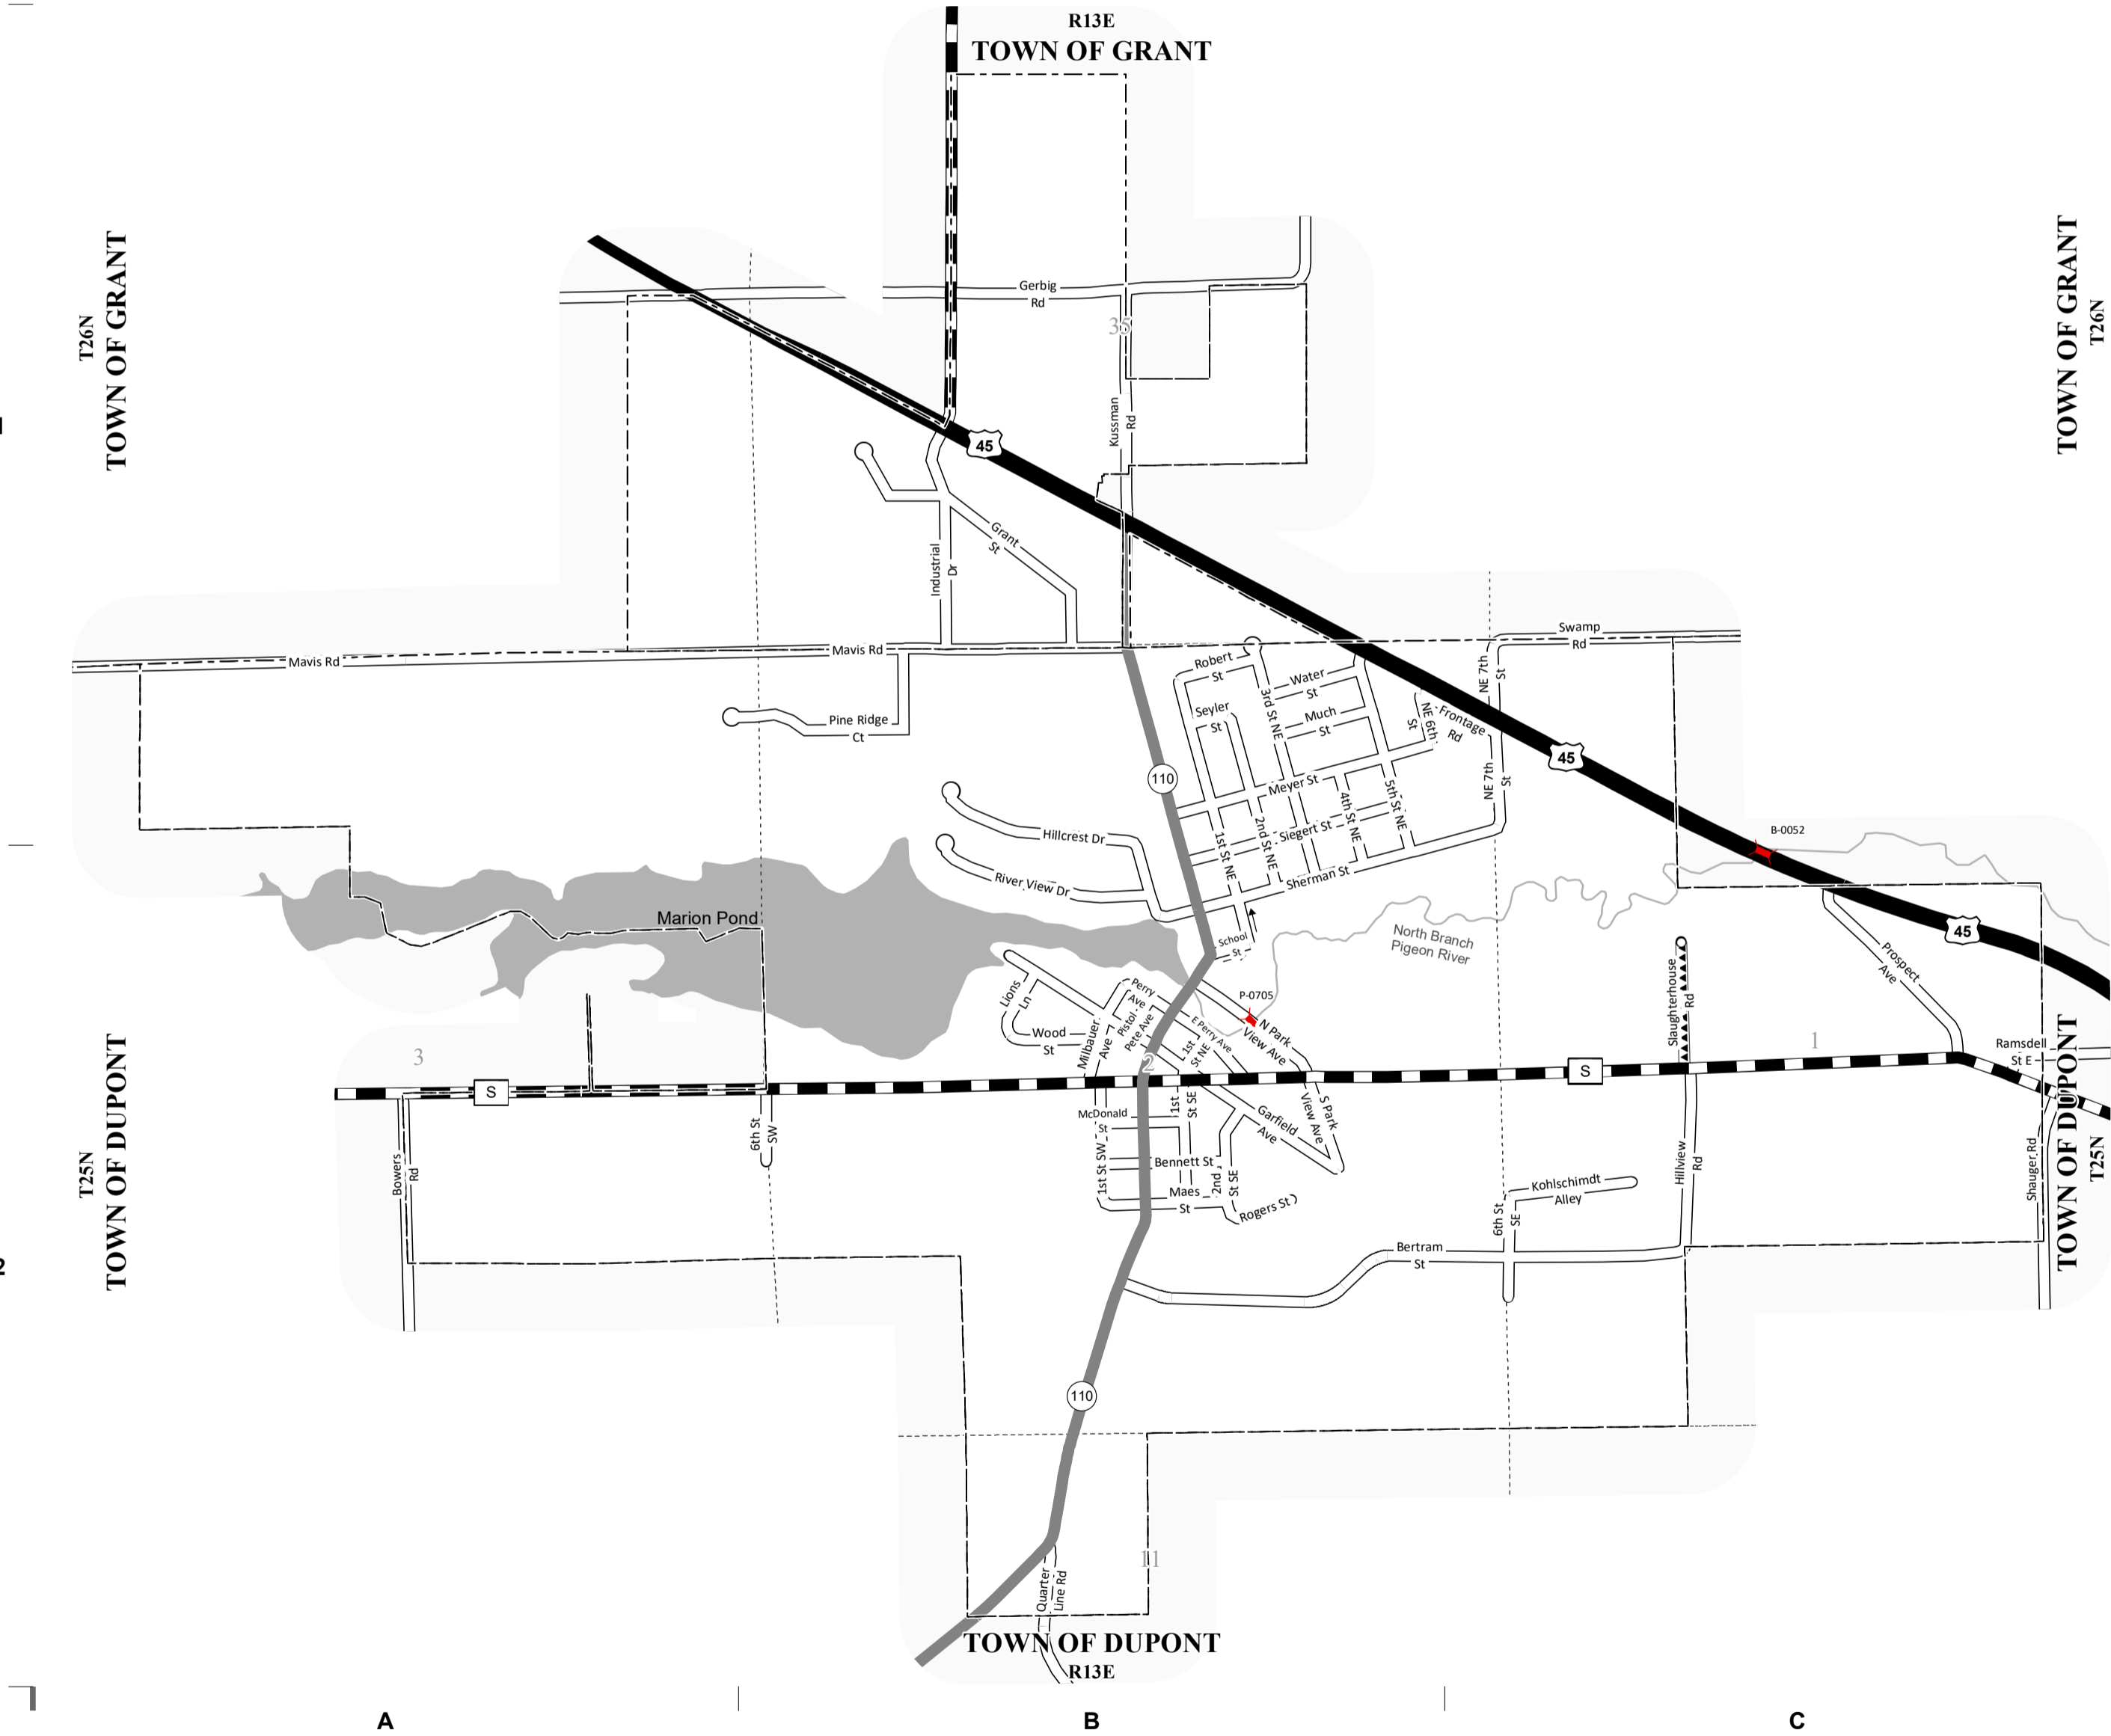 R13E
TOWN OF GRANT
T26N
TOWN OF GRANT
TOWN OF GRANT
T26N
Gerbig
Rd
35
Kussman
Rd
45
Grant
St
Industrial
Dr
Mavis Rd
Mavis Rd
Swamp
Rd
Robert
St
Water
St
NE 7th
St
3rd St NE
Seyler
St
Much
St
NE 6th
St
Frontage
Rd
Pine Ridge
Ct
45
110
Meyer St
NE 7th
St
4th St NE
5th St NE
Hillcrest Dr
1st St NE
2nd St NE
Siegert St
B-0052
River View Dr
Sherman St
Marion Pond
School
St
North Branch
Pigeon River
45
Prospect
Ave
Slaughterhouse
Rd
Lions
Ln
Perry
Ave
Pistol
Pete Ave
P-0705
N Park
View Ave
E Perry Ave
1st
St NE
Wood
St
Milbauer
Ave
3
2
1
Ramsdell
St E
S
S
T25N
TOWN OF DUPONT
TOWN OF DUPONT
T25N
McDonald
St
1st
St SE
Garfield
Ave
S Park
View Ave
6th St
SW
Bowers
Rd
1st St SW
Bennett St
2nd
St SE
Maes
St
Rogers St
Kohlschimdt
Alley
6th St
SE
Hillview
Rd
Shauger Rd
Bertram
St
110
11
Quarter
Line Rd
TOWN OF DUPONT
R13E
A
B
C